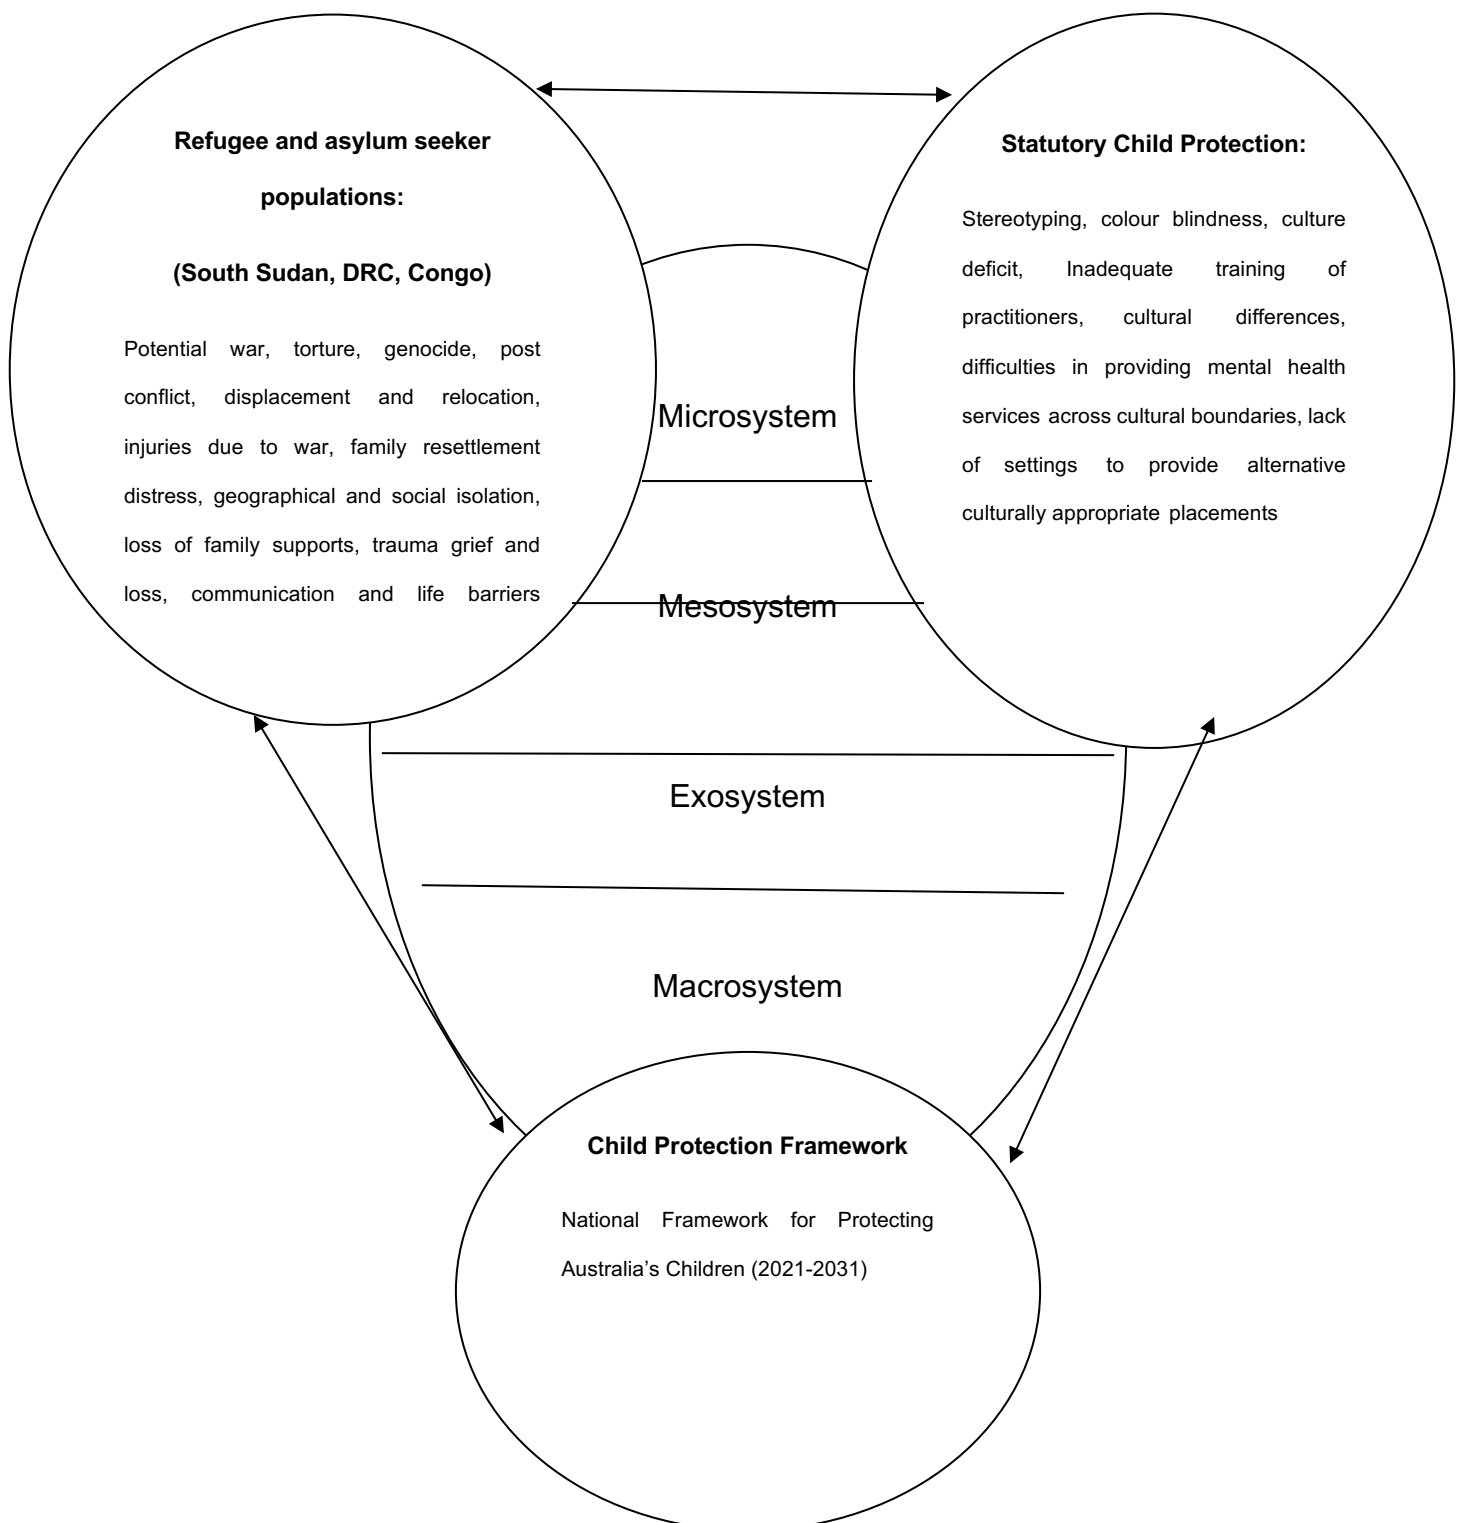 Refugee and asylum seeker
populations:
(South Sudan, DRC, Congo)
Potential war, torture, genocide, post
conflict, displacement and relocation,
injuries due to war, family resettlement
distress, geographical and social isolation,
loss of family supports, trauma grief and
loss, communication and life barriers
Statutory Child Protection:
Stereotyping, colour blindness, culture
deficit, Inadequate training of
practitioners, cultural differences,
difficulties in providing mental health
services across cultural boundaries, lack
of settings to provide alternative
culturally appropriate placements
Microsystem
Mesosystem
Exosystem
Macrosystem
Child Protection Framework
National Framework for Protecting
Australia’s Children (2021-2031)